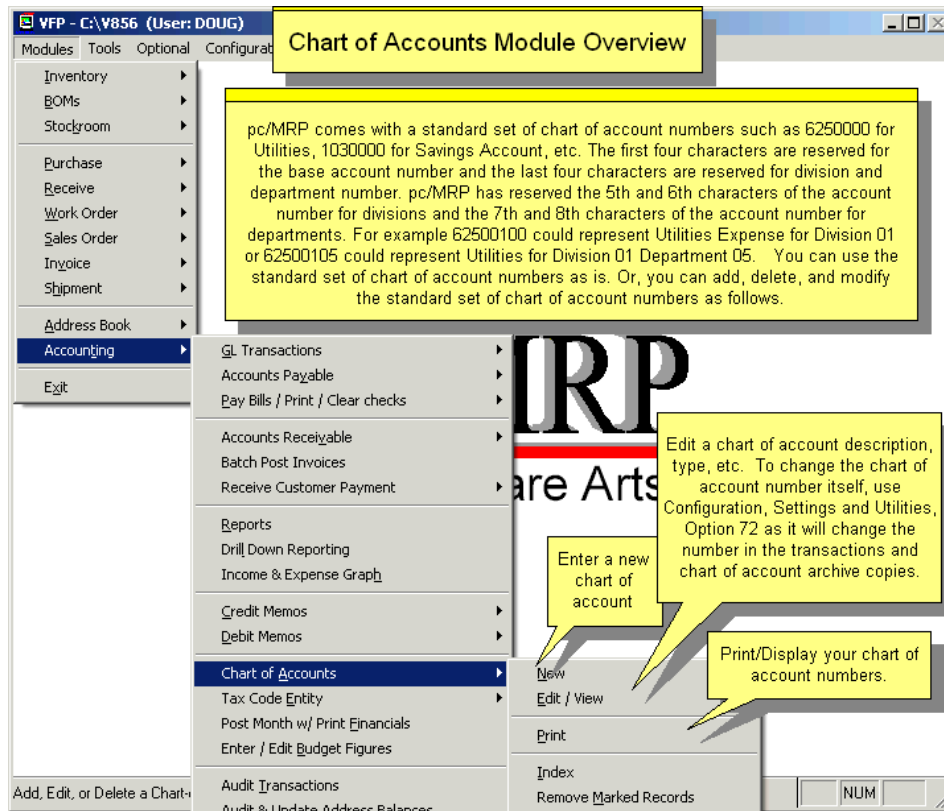 VFP - C:\V856 (User: DOUG)
Modules Tools Optional Configurat
Chart of Accounts Module Overview
Inventory
BOMs
Stockroom
Purchase
Receive
Work Order
Sales Order
Invoice
Shipment
Address Book
Accounting
Exit
pc/MRP comes with a standard set of chart of account numbers such as 6250000 for
Utilities, 1030000 for Savings Account, etc. The first four characters are reserved for
the base account number and the last four characters are reserved for division and
department number. pc/MRP has reserved the 5th and 6th characters of the account
number for divisions and the 7th and 8th characters of the account number for
departments. For example 62500100 could represent Utilities Expense for Division 01
or 62500105 could represent Utilities for Division 01 Department 05. You can use the
standard set of chart of account numbers as is. Or, you can add, delete, and modify
the standard set of chart of account numbers as follows.
GL Transactions
Accounts Payable
Pay Bills / Print / Clear checks
Accounts Receivable
Batch Post Invoices
Receive Customer Payment
Reports
Drill Down Reporting
Income & Expense Graph
Credit Memos
Debit Memos
Chart of Accounts
Tax Code Entity
Post Month w/ Print Financials
Enter / Edit Budget Figures
Audit Transactions
Audit & Update Address Balances
MRP
are Arts
Edit a chart of account description,
type, etc. To change the chart of
account number itself, use
Configuration, Settings and Utilities,
Option 72 as it will change the
number in the transactions and
chart of account archive copies.
Enter a new
chart of
account
Print/Display your chart of
account numbers.
New
Edit / View
Print
Index
Remove Marked Records
Add, Edit, or Delete a Chart-
NUM